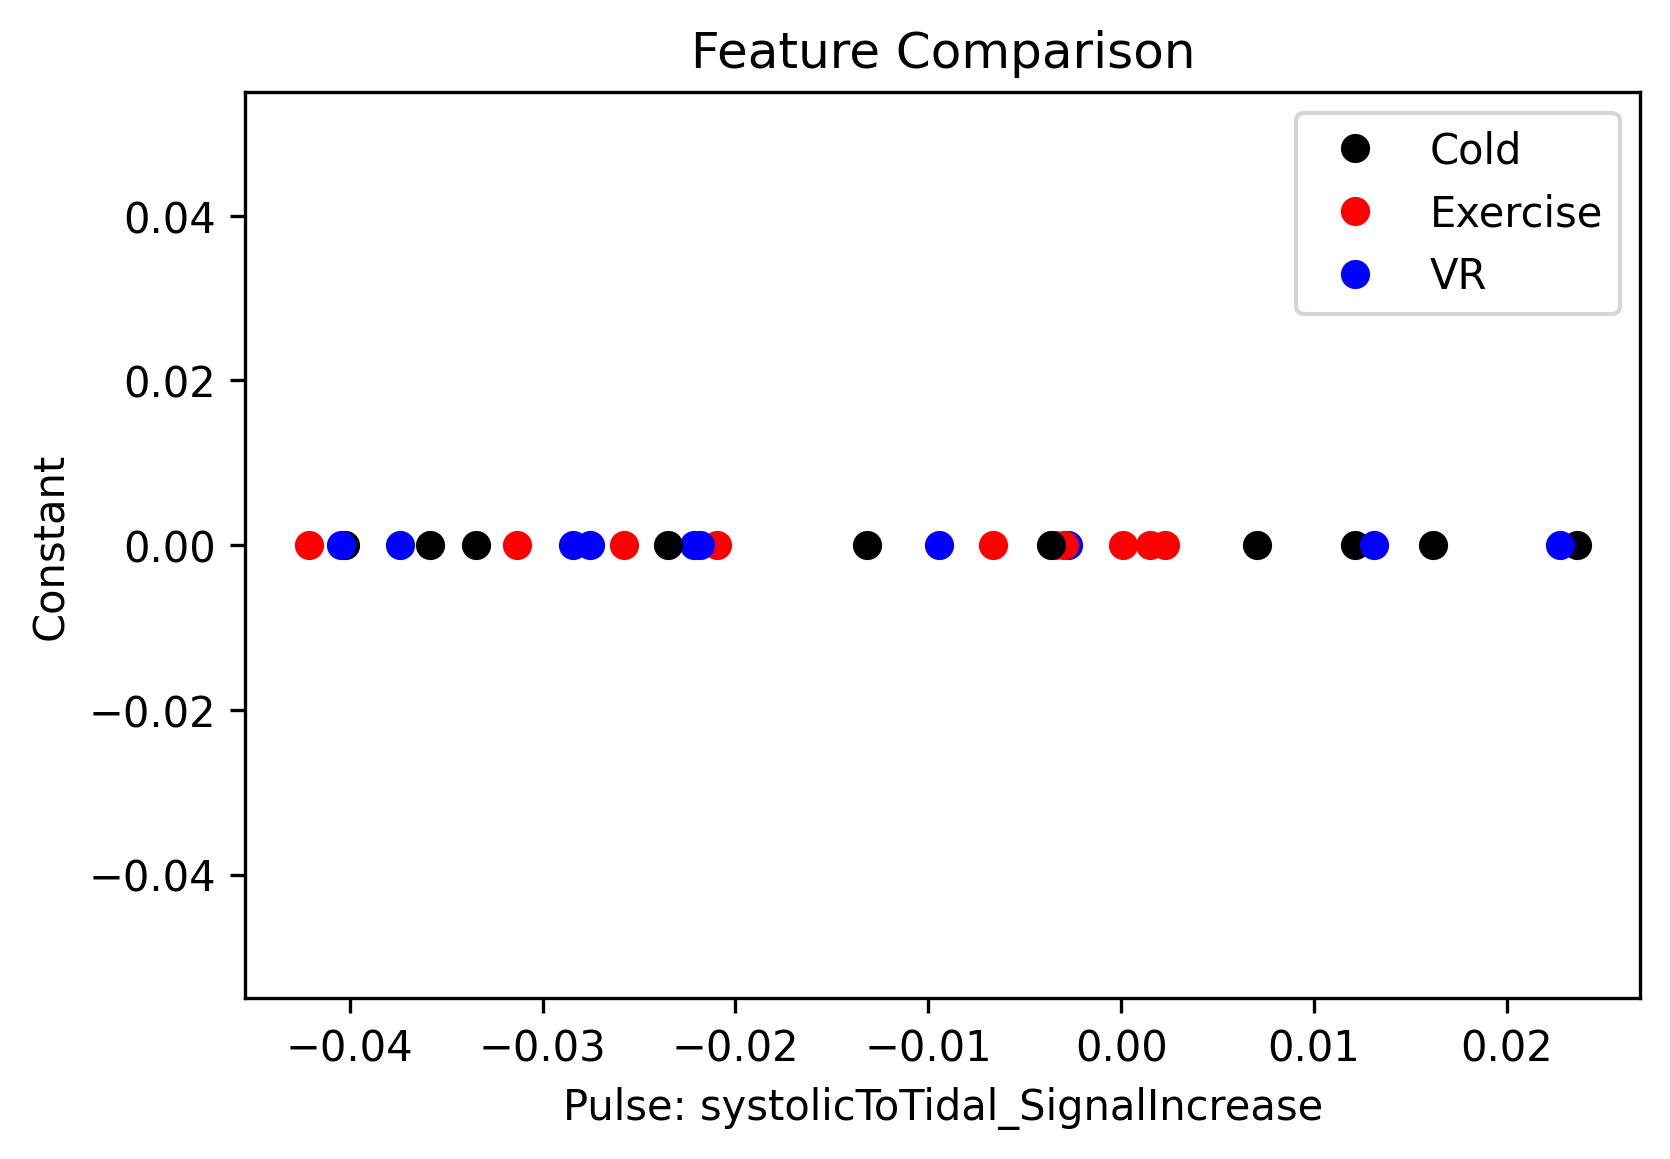 Feature Comparison
Cold
Exercise
VR
0.04
0.02
0.00
−0.02
−0.04
Constant
−0.04
−0.03
−0.02
−0.01
0.00
0.01
0.02
Pulse: systolicToTidal_SignalIncrease